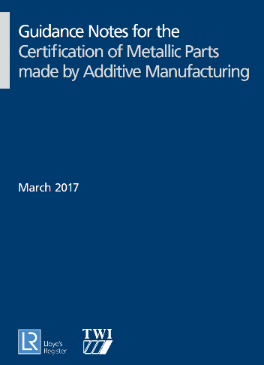 Guidance Notes for the
Certification of Metallic Parts
made by Additive Manufacturing
March 2017
LR
Lloyd's
Register
TWI